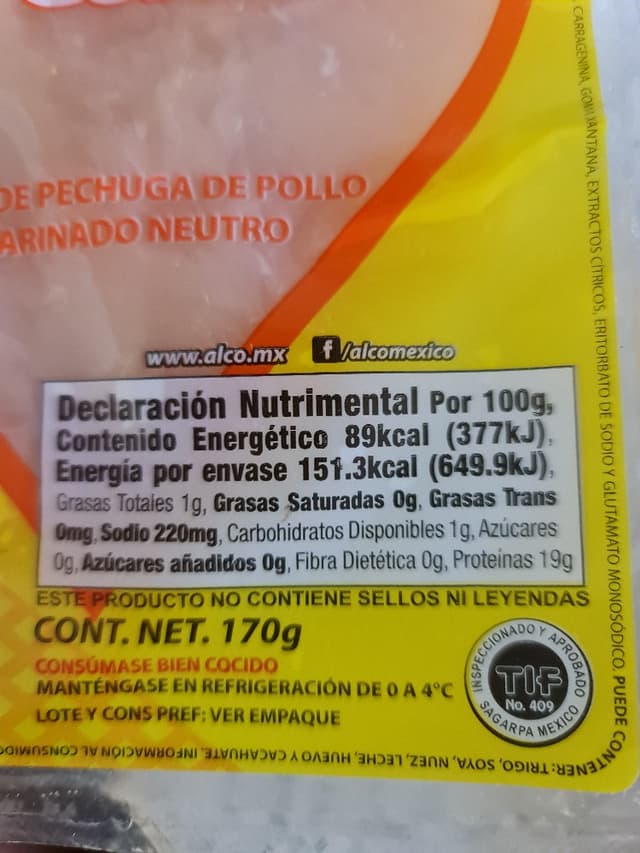 DE PECHUGA DE POLLO
ARINADO NEUTRO
www.alco.mx f/alcomexico
Declaración Nutrimental Por 100g,
Contenido Energético 89kcal (377kJ),
Energía por envase 151.3kcal (649.9kJ),
Grasas Totales 1g, Grasas Saturadas 0g, Grasas Trans
0mg, Sodio 220mg, Carbohidratos Disponibles 1g, Azúcares
0g, Azúcares añadidos 0g, Fibra Dietética 0g, Proteínas 19g
ESTE PRODUCTO NO CONTIENE SELLOS NI LEYENDAS
CONT. NET. 170g
CONSÚMASE BIEN COCIDO
MANTÉNGASE EN REFRIGERACIÓN DE 0 A 4°C
LOTE Y CONS PREF: VER EMPAQUE
INSPECCIONADO Y APROBADO
TIF
No. 409
SAGARPA MEXICO
CARRAGENINA, GOMA XANTANA, EXTRACTOS CÍTRICOS, ERITORBATO DE SODIO Y GLUTAMATO MONOSÓDICO. PUEDE CONTENER: TRIGO, SOYA, NUEZ, LECHE, HUEVO Y CACAHUATE. INFORMACIÓN AL CONSUMIDO